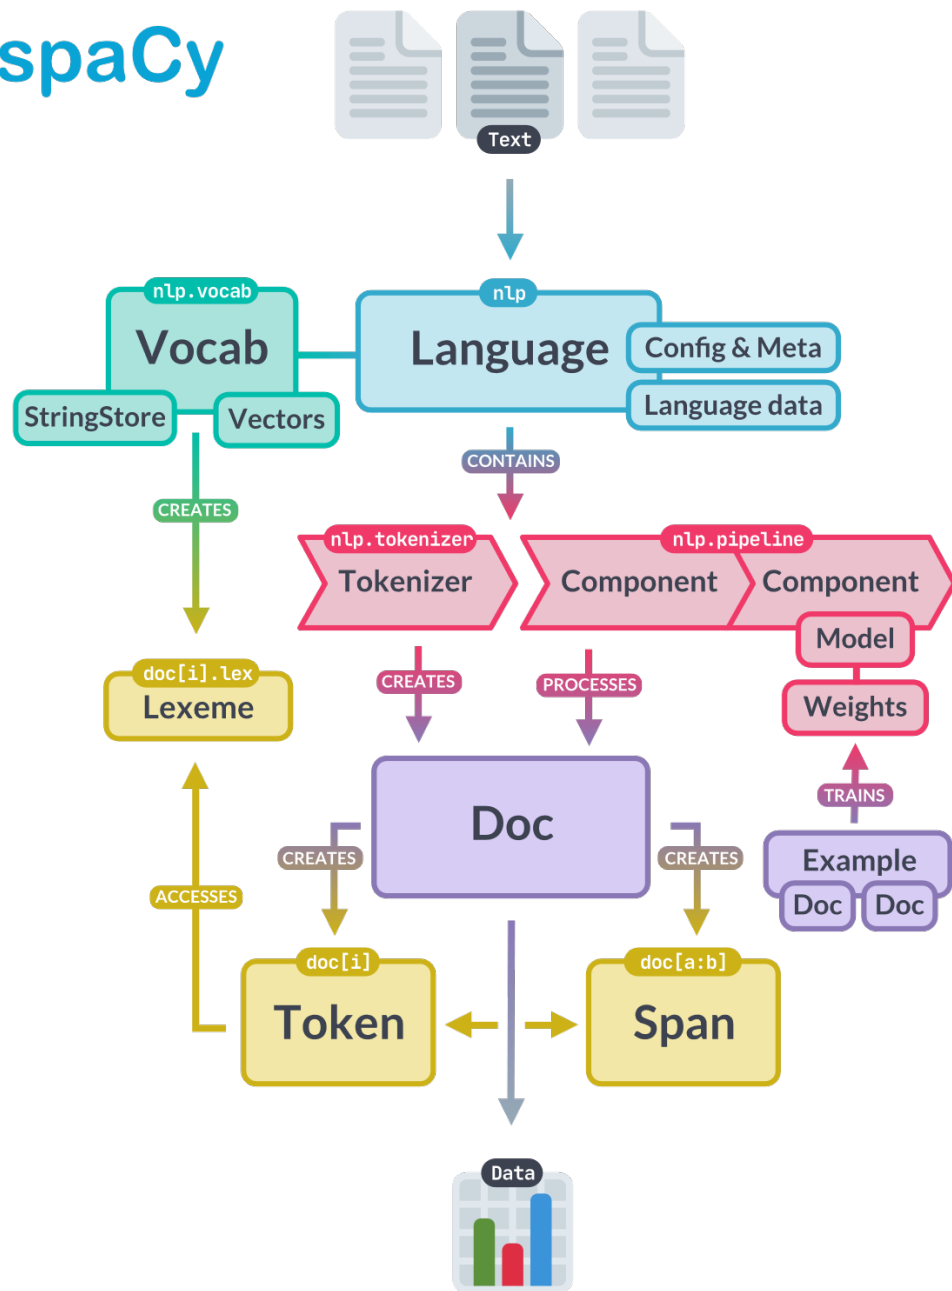 spaCy
Text
nlp.vocab
Vocab
StringStore
Vectors
nlp
Language
Config & Meta
Language data
CONTAINS
CREATES
nlp.tokenizer
Tokenizer
nlp.pipeline
Component
Component
Model
Weights
doc[i].lex
Lexeme
CREATES
PROCESSES
TRAINS
Doc
Example
Doc
Doc
CREATES
CREATES
ACCESSES
doc[i]
Token
doc[a:b]
Span
Data